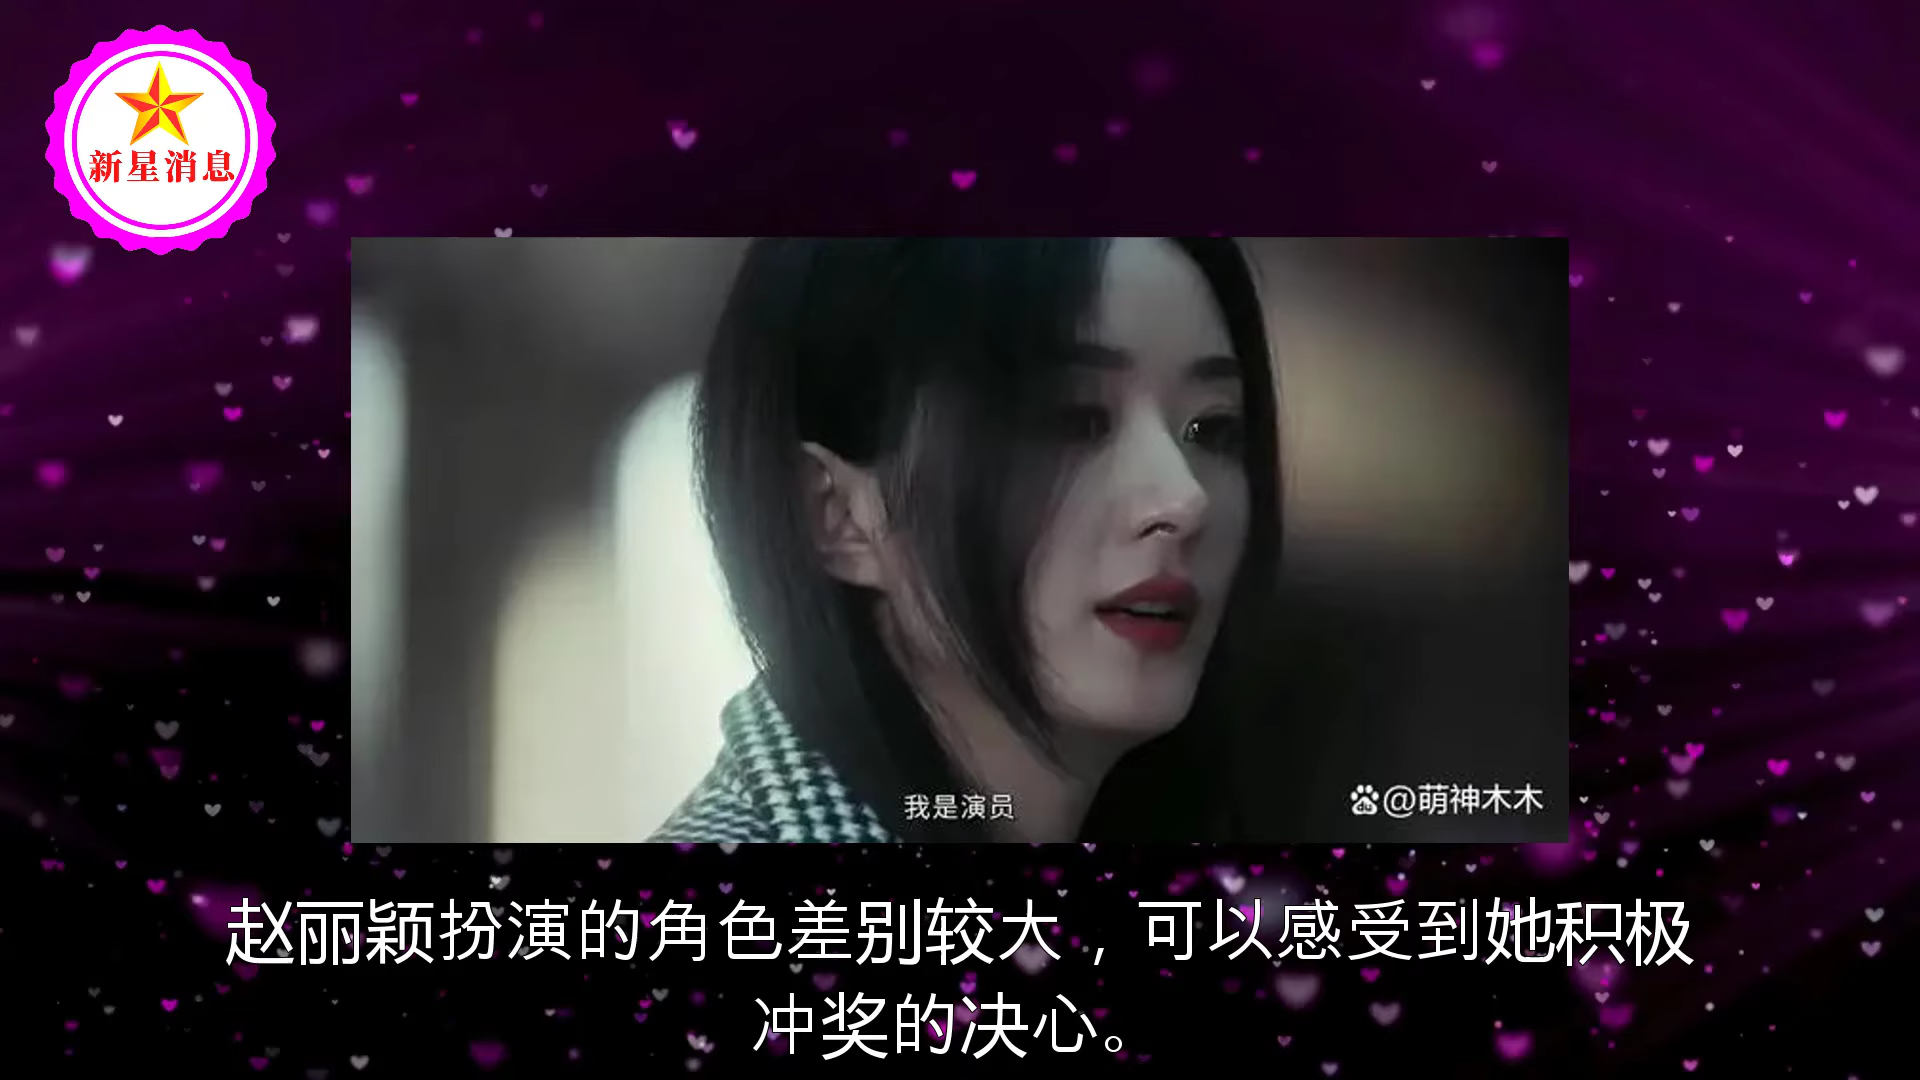 新星消息
我是演员
du @萌神木木
赵丽颖扮演的角色差别较大，可以感受到她积极
冲奖的决心。